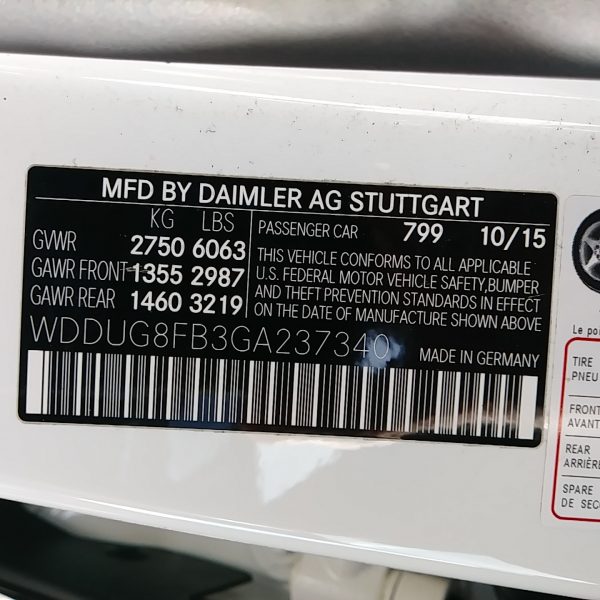 MFD BY DAIMLER AG STUTTGART
KG LBS
GVWR 2750 6063
GAWR FRONT 1355 2987
GAWR REAR 1460 3219
PASSENGER CAR 799 10/15
THIS VEHICLE CONFORMS TO ALL APPLICABLE
U.S. FEDERAL MOTOR VEHICLE SAFETY,BUMPER
AND THEFT PREVENTION STANDARDS IN EFFECT
ON THE DATE OF MANUFACTURE SHOWN ABOVE
WDDUG8FB3GA237340
MADE IN GERMANY
Le
TIRE
PNEU
FRONT
AVANT
REAR
ARRIÈRE
SPARE
DE